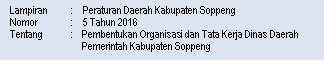 Lampiran : Peraturan Daerah Kabupaten Soppeng
Nomor : 5 Tahun 2016
Tentang : Pembentukan Organisasi dan Tata Kerja Dinas Daerah
Pemerintah Kabupaten Soppeng